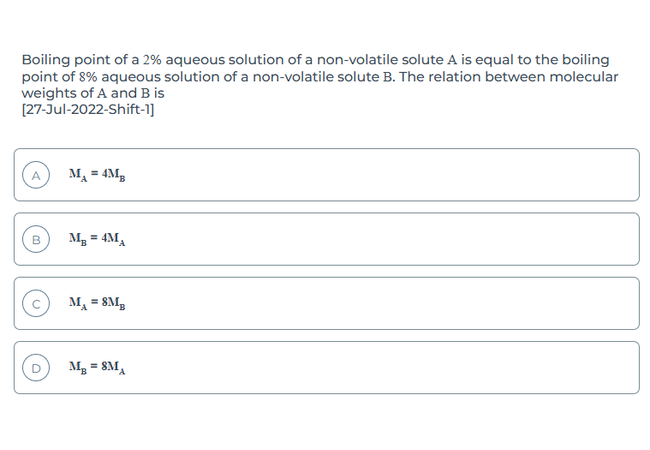 Boiling point of a 2% aqueous solution of a non-volatile solute A is equal to the boiling
point of 8% aqueous solution of a non-volatile solute B. The relation between molecular
weights of A and B is
[27-Jul-2022-Shift-1]
A M_A = 4M_B
B M_B = 4M_A
C M_A = 8M_B
D M_B = 8M_A